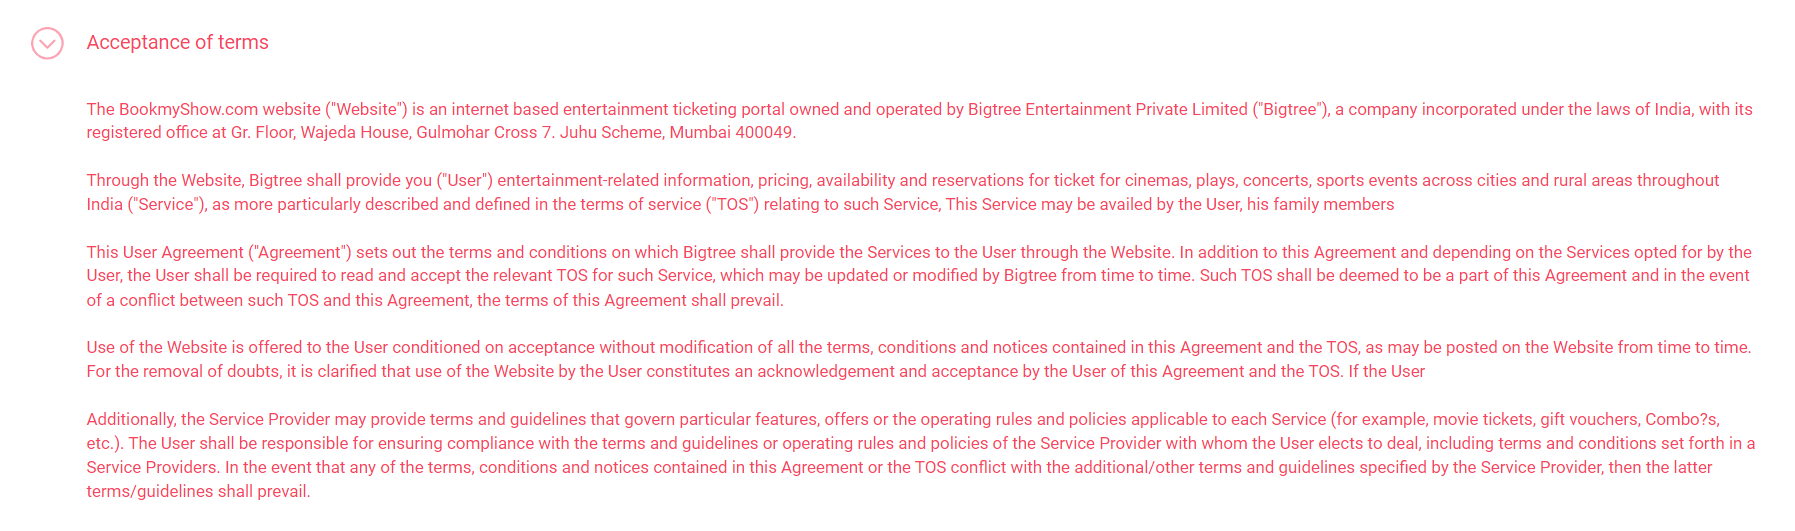 Acceptance of terms
The BookmyShow.com website ("Website") is an internet based entertainment ticketing portal owned and operated by Bigtree Entertainment Private Limited ("Bigtree"), a company incorporated under the laws of India, with its
registered office at Gr. Floor, Wajeda House, Gulmohar Cross 7. Juhu Scheme, Mumbai 400049.
Through the Website, Bigtree shall provide you ("User") entertainment-related information, pricing, availability and reservations for ticket for cinemas, plays, concerts, sports events across cities and rural areas throughout
India ("Service"), as more particularly described and defined in the terms of service ("TOS") relating to such Service, This Service may be availed by the User, his family members
This User Agreement ("Agreement") sets out the terms and conditions on which Bigtree shall provide the Services to the User through the Website. In addition to this Agreement and depending on the Services opted for by the
User, the User shall be required to read and accept the relevant TOS for such Service, which may be updated or modified by Bigtree from time to time. Such TOS shall be deemed to be a part of this Agreement and in the event
of a conflict between such TOS and this Agreement, the terms of this Agreement shall prevail.
Use of the Website is offered to the User conditioned on acceptance without modification of all the terms, conditions and notices contained in this Agreement and the TOS, as may be posted on the Website from time to time.
For the removal of doubts, it is clarified that use of the Website by the User constitutes an acknowledgement and acceptance by the User of this Agreement and the TOS. If the User
Additionally, the Service Provider may provide terms and guidelines that govern particular features, offers or the operating rules and policies applicable to each Service (for example, movie tickets, gift vouchers, Combo?s,
etc.). The User shall be responsible for ensuring compliance with the terms and guidelines or operating rules and policies of the Service Provider with whom the User elects to deal, including terms and conditions set forth in a
Service Providers. In the event that any of the terms, conditions and notices contained in this Agreement or the TOS conflict with the additional/other terms and guidelines specified by the Service Provider, then the latter
terms/guidelines shall prevail.